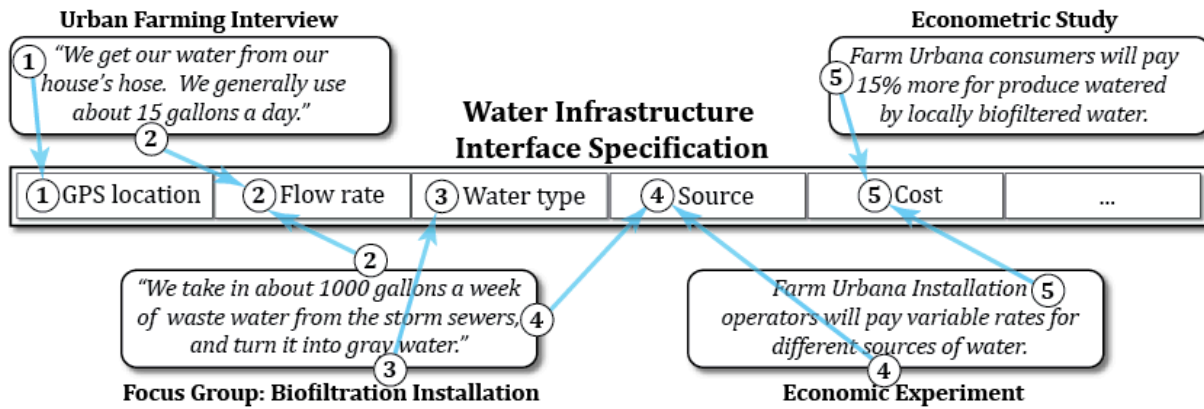 Urban Farming Interview
1
“We get our water from our
house’s hose. We generally use
about 15 gallons a day.”
2
Econometric Study
Farm Urbana consumers will pay
5
15% more for produce watered
by locally biofiltered water.
Water Infrastructure
Interface Specification
1 GPS location
2 Flow rate
3 Water type
4 Source
5 Cost
...
2
“We take in about 1000 gallons a week
of waste water from the storm sewers,
4
and turn it into gray water.”
3
Focus Group: Biofiltration Installation
Farm Urbana Installation
5
operators will pay variable rates for
different sources of water.
4
Economic Experiment